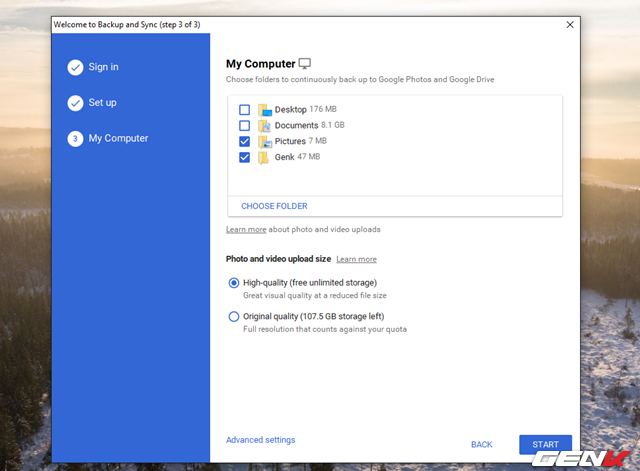 Welcome to Backup and Sync (step 3 of 3)
Sign in
Set up
3 My Computer
My Computer
Choose folders to continuously back up to Google Photos and Google Drive
Desktop 176 MB
Documents 8.1 GB
Pictures 7 MB
Genk 47 MB
CHOOSE FOLDER
Learn more about photo and video uploads
Photo and video upload size Learn more
High-quality (free unlimited storage)
Great visual quality at a reduced file size
Original quality (107.5 GB storage left)
Full resolution that counts against your quota
Advanced settings
BACK
START
GENK